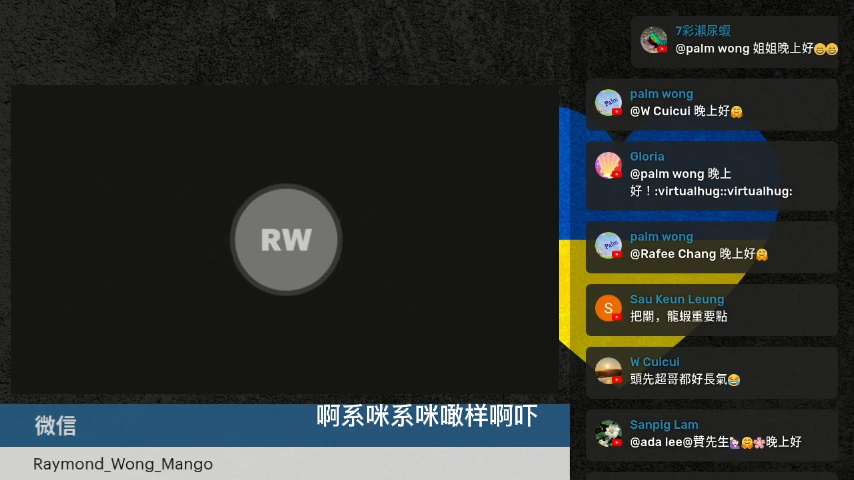 RW
啊系咪系咪噉样啊吓
微信
Raymond_Wong_Mango
7彩瀨尿蝦
@palm wong 姐姐晚上好😄😄
palm wong
@W Cuicui 晚上好🤗
Gloria
@palm wong 晚上
好！:virtualhug::virtualhug:
palm wong
@Rafee Chang 晚上好🤗
S
Sau Keun Leung
把關，龍蝦重要點
W Cuicui
頭先超哥都好長氣😂
Sanpig Lam
@ada lee@贊先生🙋🏻‍♀️🤗🌸晚上好